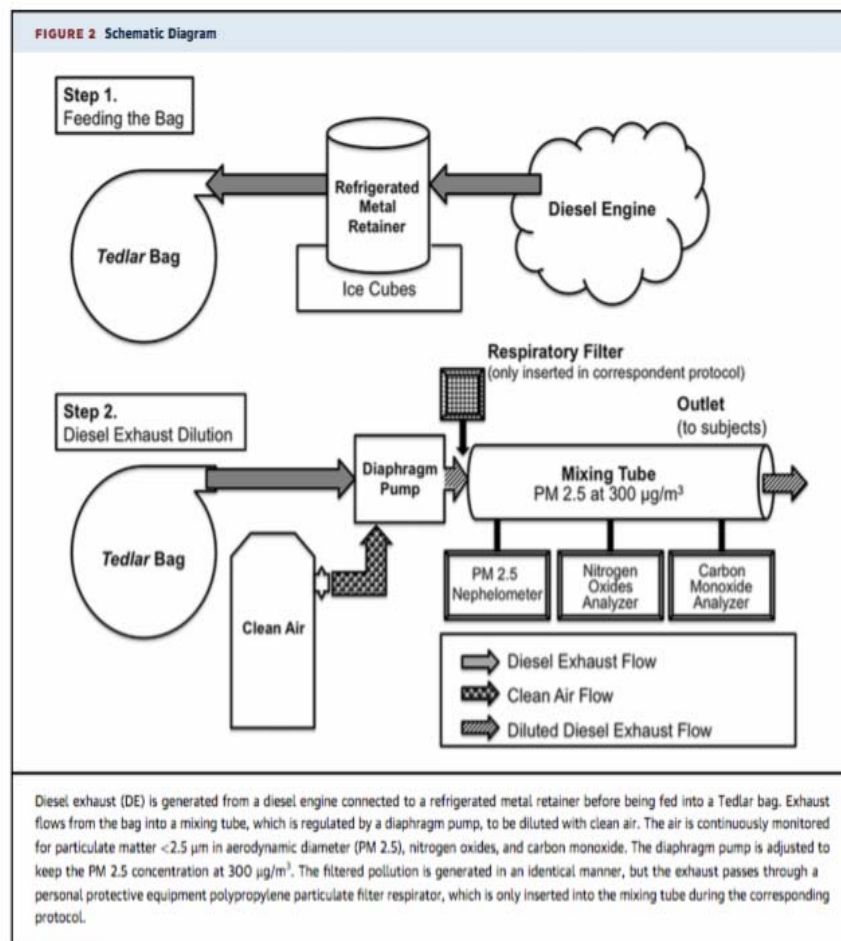 FIGURE 2 Schematic Diagram
Step 1.
Feeding the Bag
Tedlar Bag
Refrigerated
Metal
Retainer
Ice Cubes
Diesel Engine
Step 2.
Diesel Exhaust Dilution
Tedlar Bag
Clean Air
Diaphragm
Pump
Respiratory Filter
(only inserted in correspondent protocol)
Outlet
(to subjects)
Mixing Tube
PM 2.5 at 300 µg/m³
PM 2.5
Nephelometer
Nitrogen
Oxides
Analyzer
Carbon
Monoxide
Analyzer
Diesel Exhaust Flow
Clean Air Flow
Diluted Diesel Exhaust Flow
Diesel exhaust (DE) is generated from a diesel engine connected to a refrigerated metal retainer before being fed into a Tedlar bag. Exhaust
flows from the bag into a mixing tube, which is regulated by a diaphragm pump, to be diluted with clean air. The air is continuously monitored
for particulate matter <2.5 µm in aerodynamic diameter (PM 2.5), nitrogen oxides, and carbon monoxide. The diaphragm pump is adjusted to
keep the PM 2.5 concentration at 300 µg/m³. The filtered pollution is generated in an identical manner, but the exhaust passes through a
personal protective equipment polypropylene particulate filter respirator, which is only inserted into the mixing tube during the corresponding
protocol.